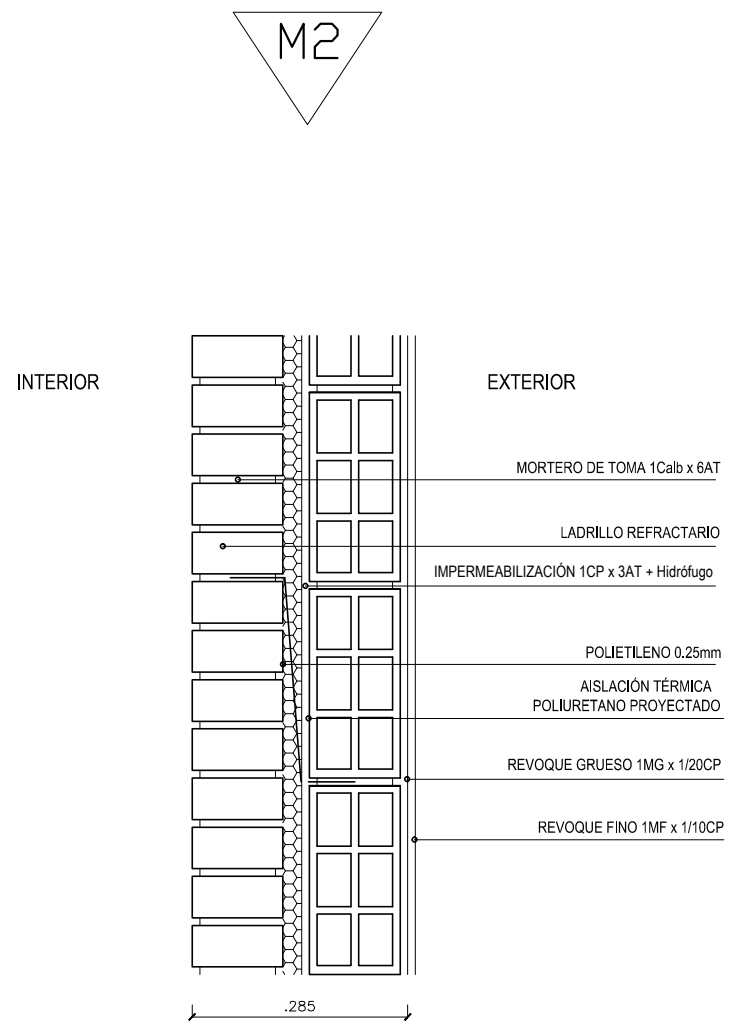 M2
INTERIOR
EXTERIOR
MORTERO DE TOMA 1Calb x 6AT
LADRILLO REFRACTARIO
IMPERMEABILIZACIÓN 1CP x 3AT + Hidrófugo
POLIETILENO 0.25mm
AISLACIÓN TÉRMICA
POLIURETANO PROYECTADO
REVOQUE GRUESO 1MG x 1/20CP
REVOQUE FINO 1MF x 1/10CP
.285